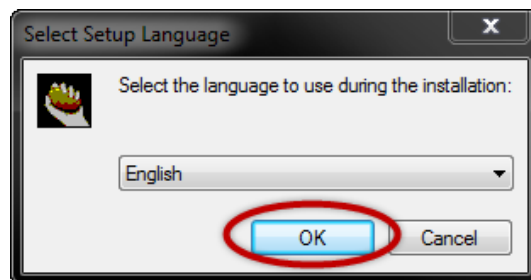 Select Setup Language
x
Select the language to use during the installation:
English
OK
Cancel